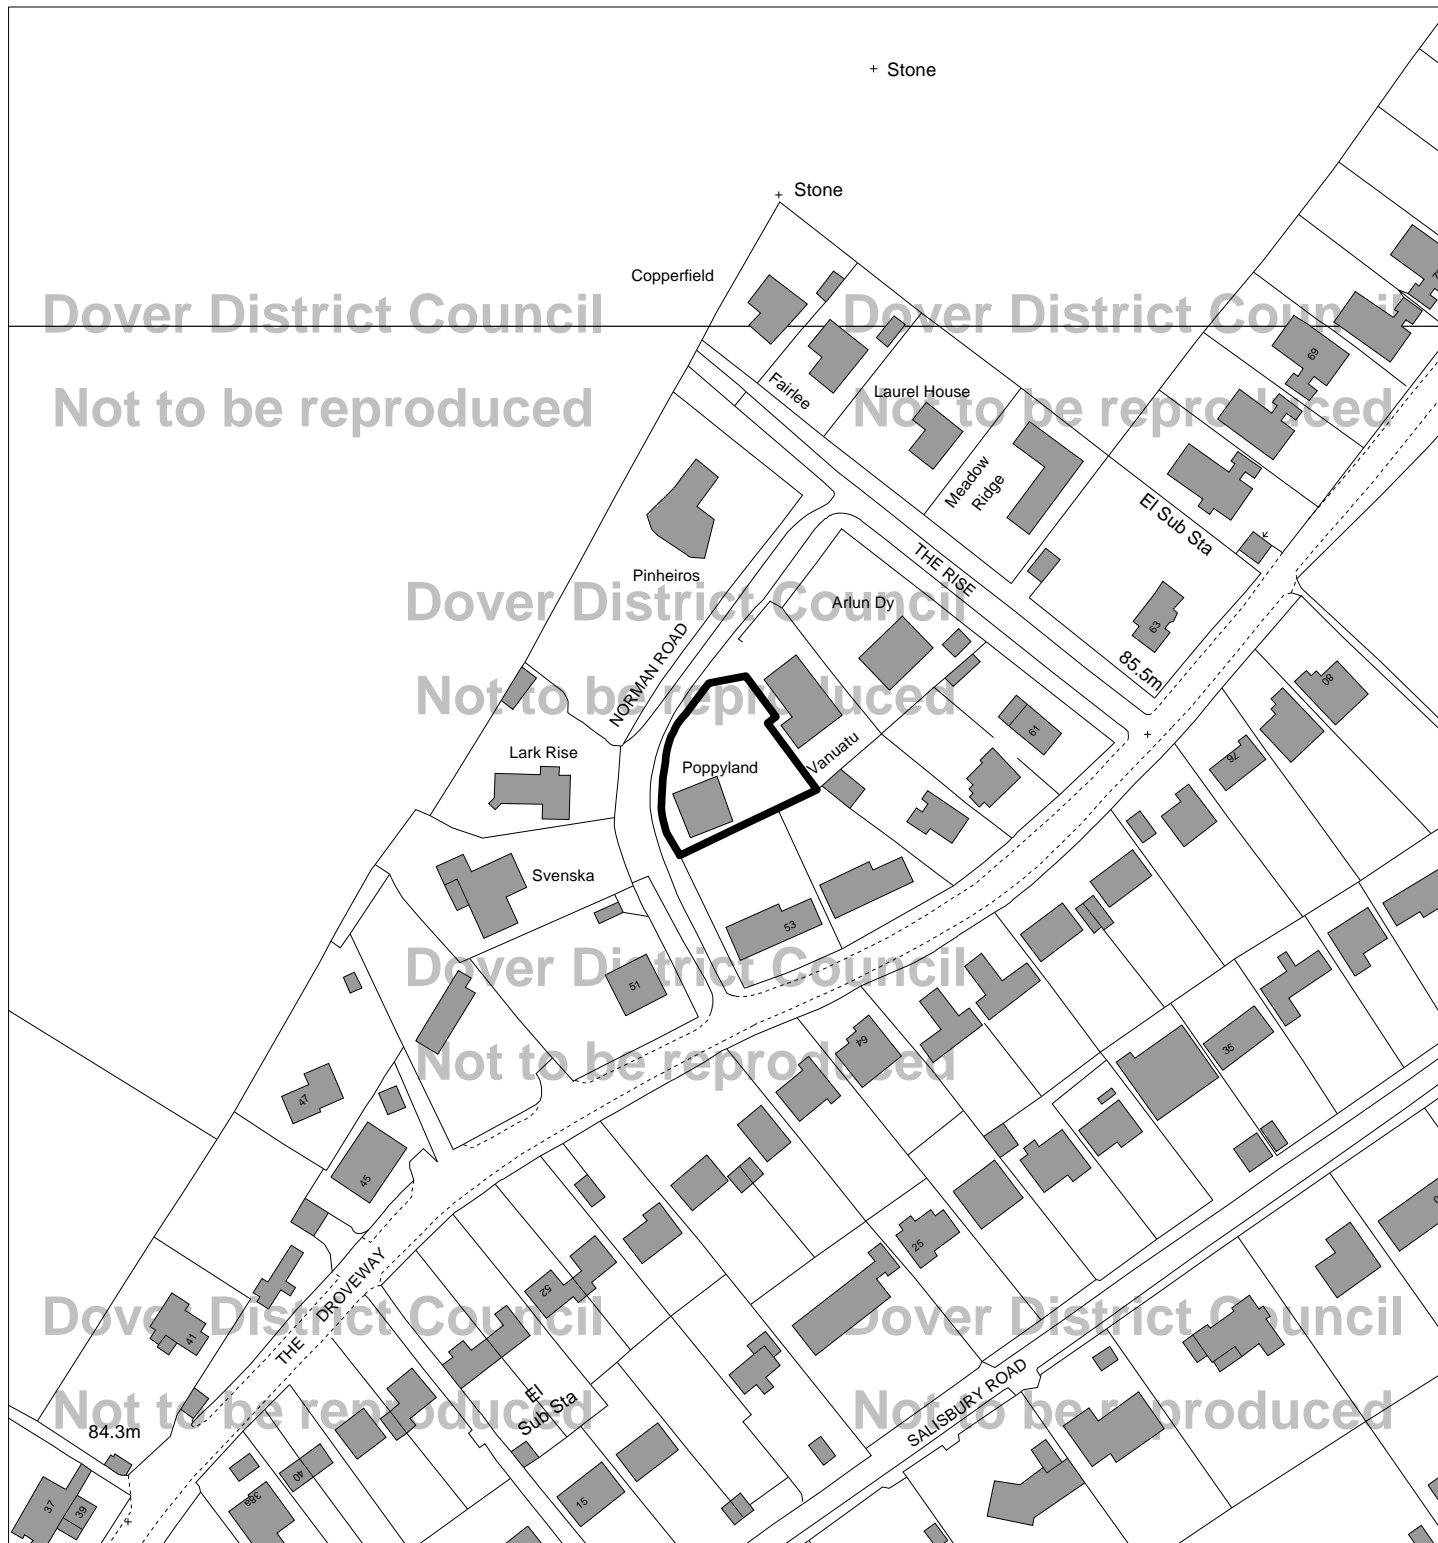 Stone
Stone
Copperfield
Dover District Council
Dover District Council
Fairlee
Laurel House
Not to be reproduced
Not to be reproduced
69
Meadow
Ridge
El Sub Sta
THE RISE
Pinheiros
Dover District Council
Arlun Dy
63
85.5m
NORMAN ROAD
Not to be reproduced
80
61
76
Lark Rise
Poppyland
Vanuatu
Svenska
53
Dover District Council
51
64
35
Not to be reproduced
47
45
25
52
Dover District Council
Dover District Council
THE DROVEWAY
41
El
Sub Sta
SALISBURY ROAD
Not to be reproduced
Not to be reproduced
84.3m
40
38a
37
39
15